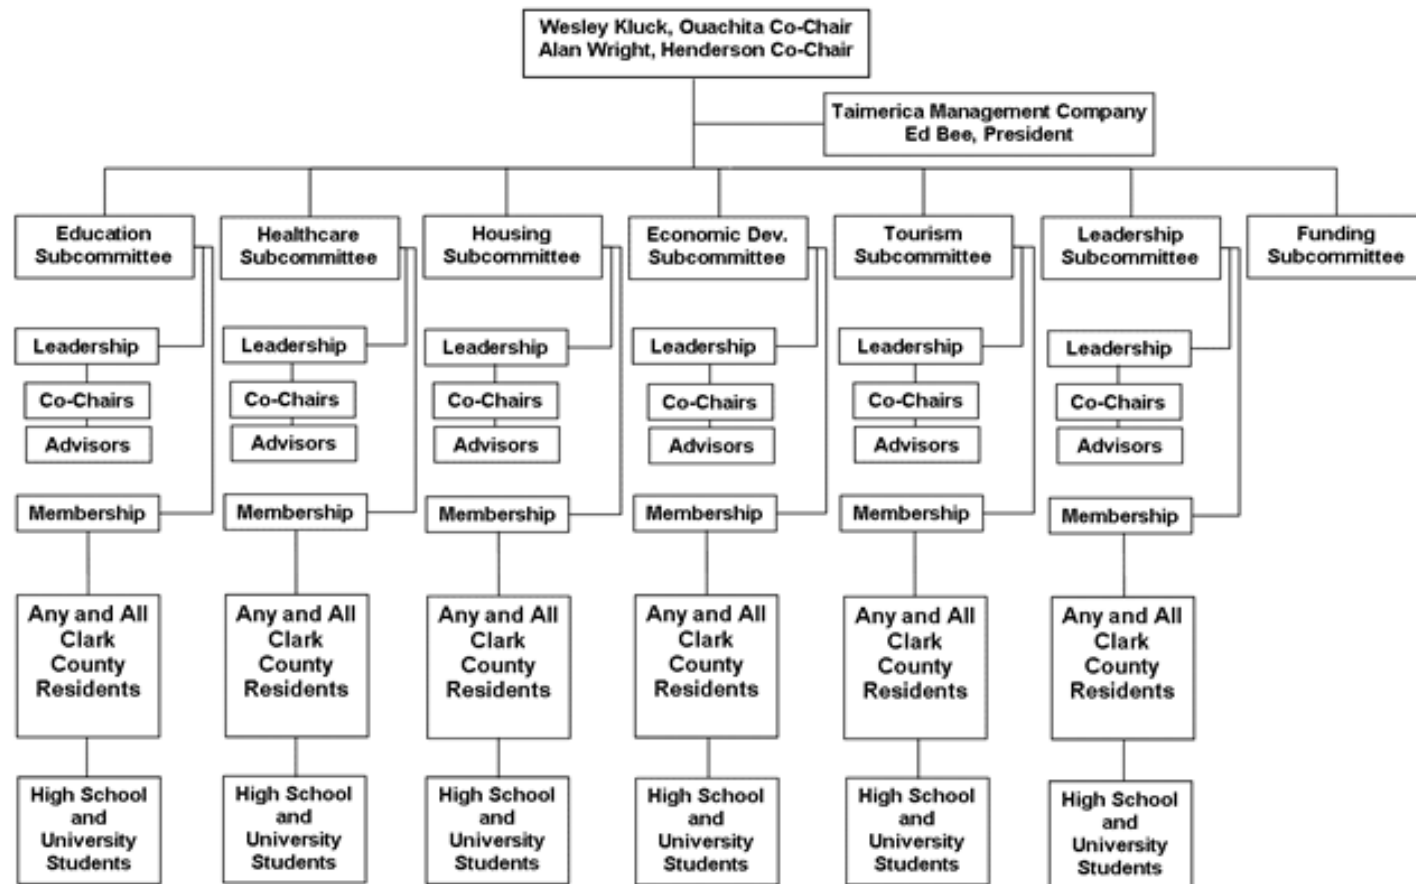 Wesley Kluck, Ouachita Co-Chair
Alan Wright, Henderson Co-Chair
Taimerica Management Company
Ed Bee, President
Education
Subcommittee
Healthcare
Subcommittee
Housing
Subcommittee
Economic Dev.
Subcommittee
Tourism
Subcommittee
Leadership
Subcommittee
Funding
Subcommittee
Leadership
Leadership
Leadership
Leadership
Leadership
Leadership
Co-Chairs
Co-Chairs
Co-Chairs
Co-Chairs
Co-Chairs
Co-Chairs
Advisors
Advisors
Advisors
Advisors
Advisors
Advisors
Membership
Membership
Membership
Membership
Membership
Membership
Any and All
Clark
County
Residents
Any and All
Clark
County
Residents
Any and All
Clark
County
Residents
Any and All
Clark
County
Residents
Any and All
Clark
County
Residents
Any and All
Clark
County
Residents
High School
and
University
Students
High School
and
University
Students
High School
and
University
Students
High School
and
University
Students
High School
and
University
Students
High School
and
University
Students